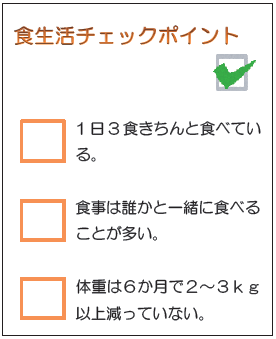 食生活チェックポイント
１日３食きちんと食べてい
る。
食事は誰かと一緒に食べる
ことが多い。
体重は６か月で２～３ｋｇ
以上減っていない。